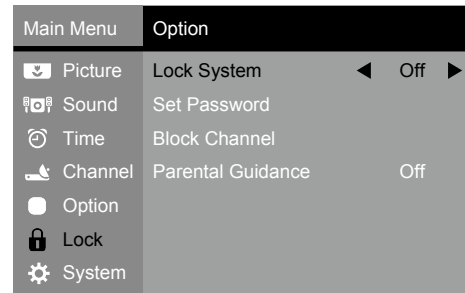 Main Menu Option
Picture Lock System Off
Sound Set Password
Time Block Channel
Channel Parental Guidance Off
Option
Lock
System